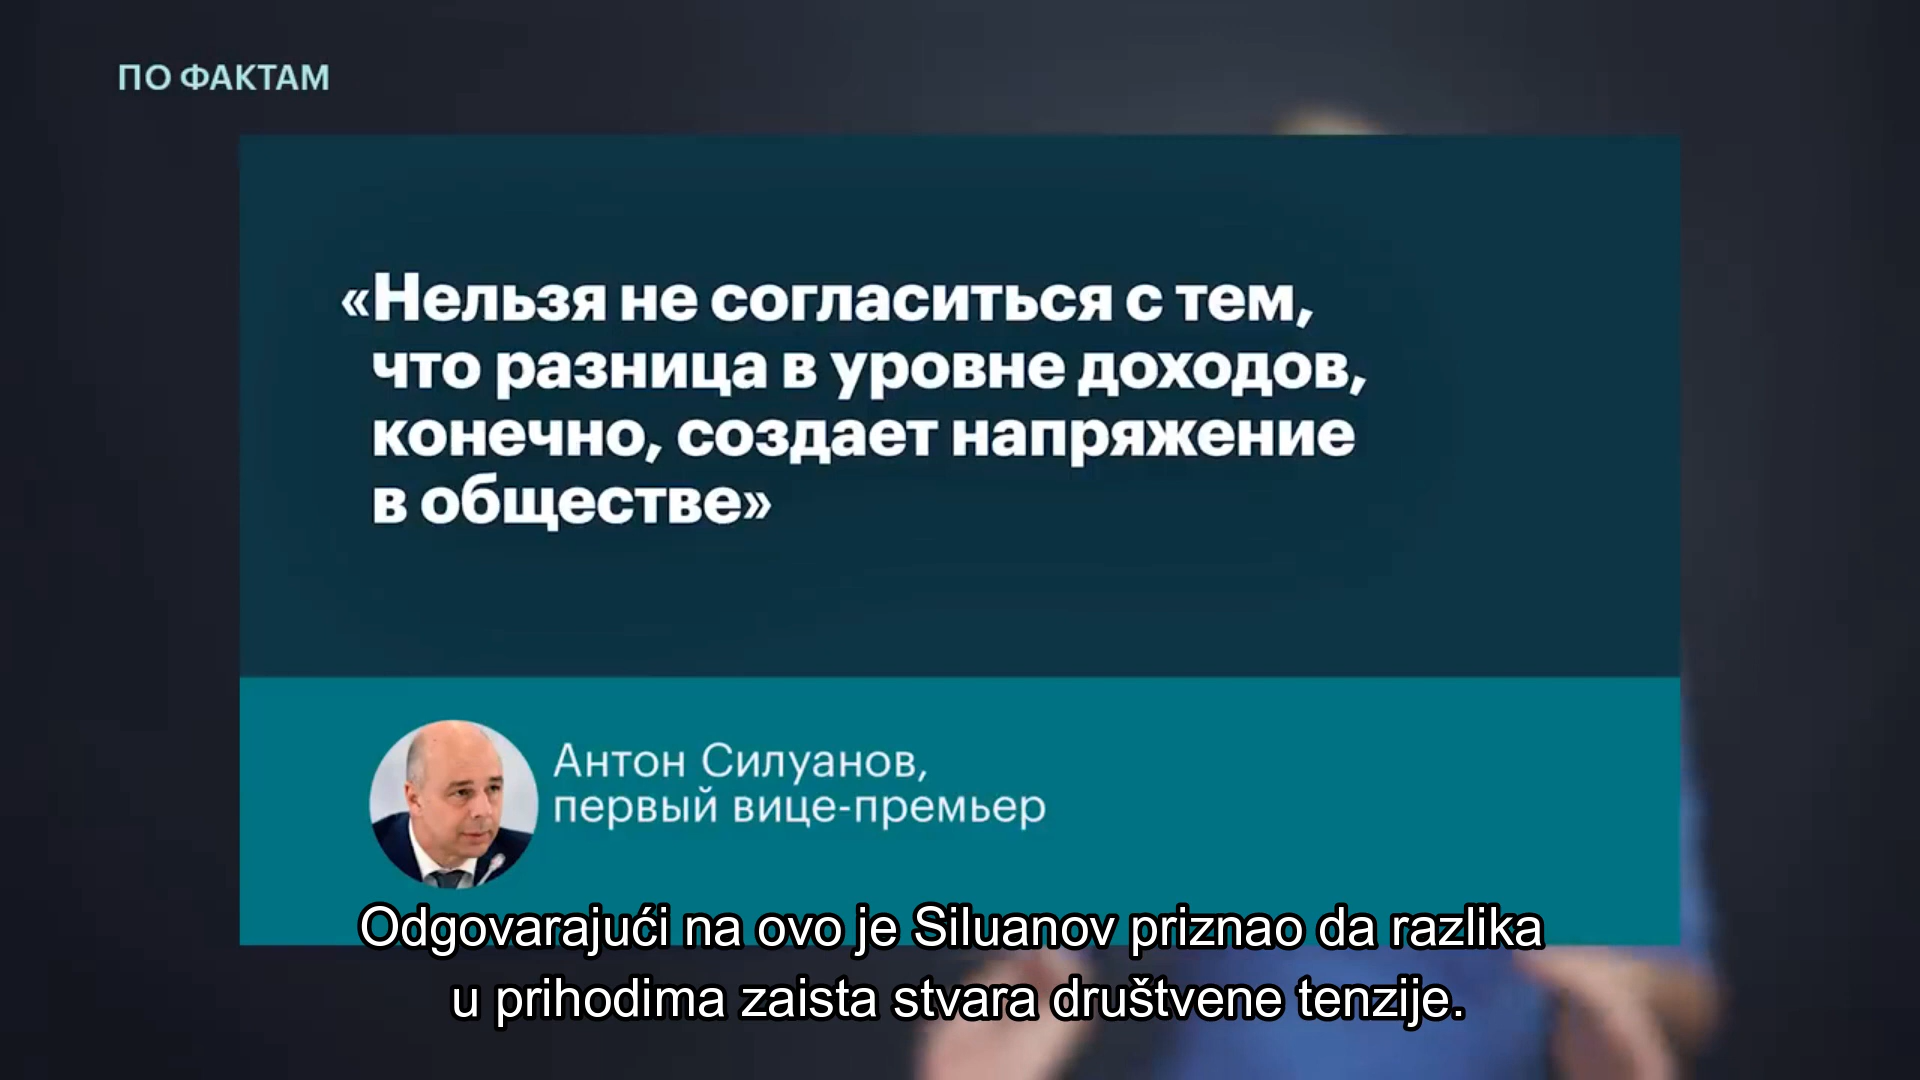 ПО ФАКТАМ
«Нельзя не согласиться с тем,
что разница в уровне доходов,
конечно, создает напряжение
в обществе»
Антон Силуанов,
первый вице-премьер
Odgovarajući na ovo je Siluanov priznao da razlika
u prihodima zaista stvara društvene tenzije.